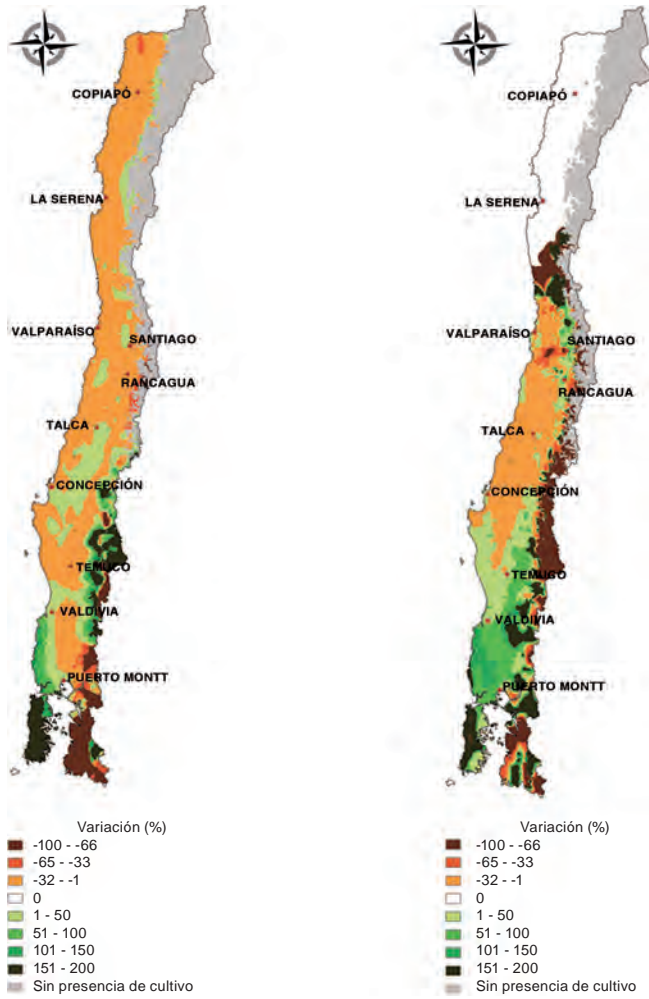 COPIAPÓ
LA SERENA
VALPARAÍSO
SANTIAGO
RANCAGUA
TALCA
CONCEPCIÓN
TEMUCO
VALDIVIA
PUERTO MONTT
Variación (%)
-100 - -66
-65 - -33
-32 - -1
0
1 - 50
51 - 100
101 - 150
151 - 200
Sin presencia de cultivo
COPIAPÓ
LA SERENA
VALPARAÍSO
SANTIAGO
RANCAGUA
TALCA
CONCEPCIÓN
TEMUCO
VALDIVIA
PUERTO MONTT
Variación (%)
-100 - -66
-65 - -33
-32 - -1
0
1 - 50
51 - 100
101 - 150
151 - 200
Sin presencia de cultivo